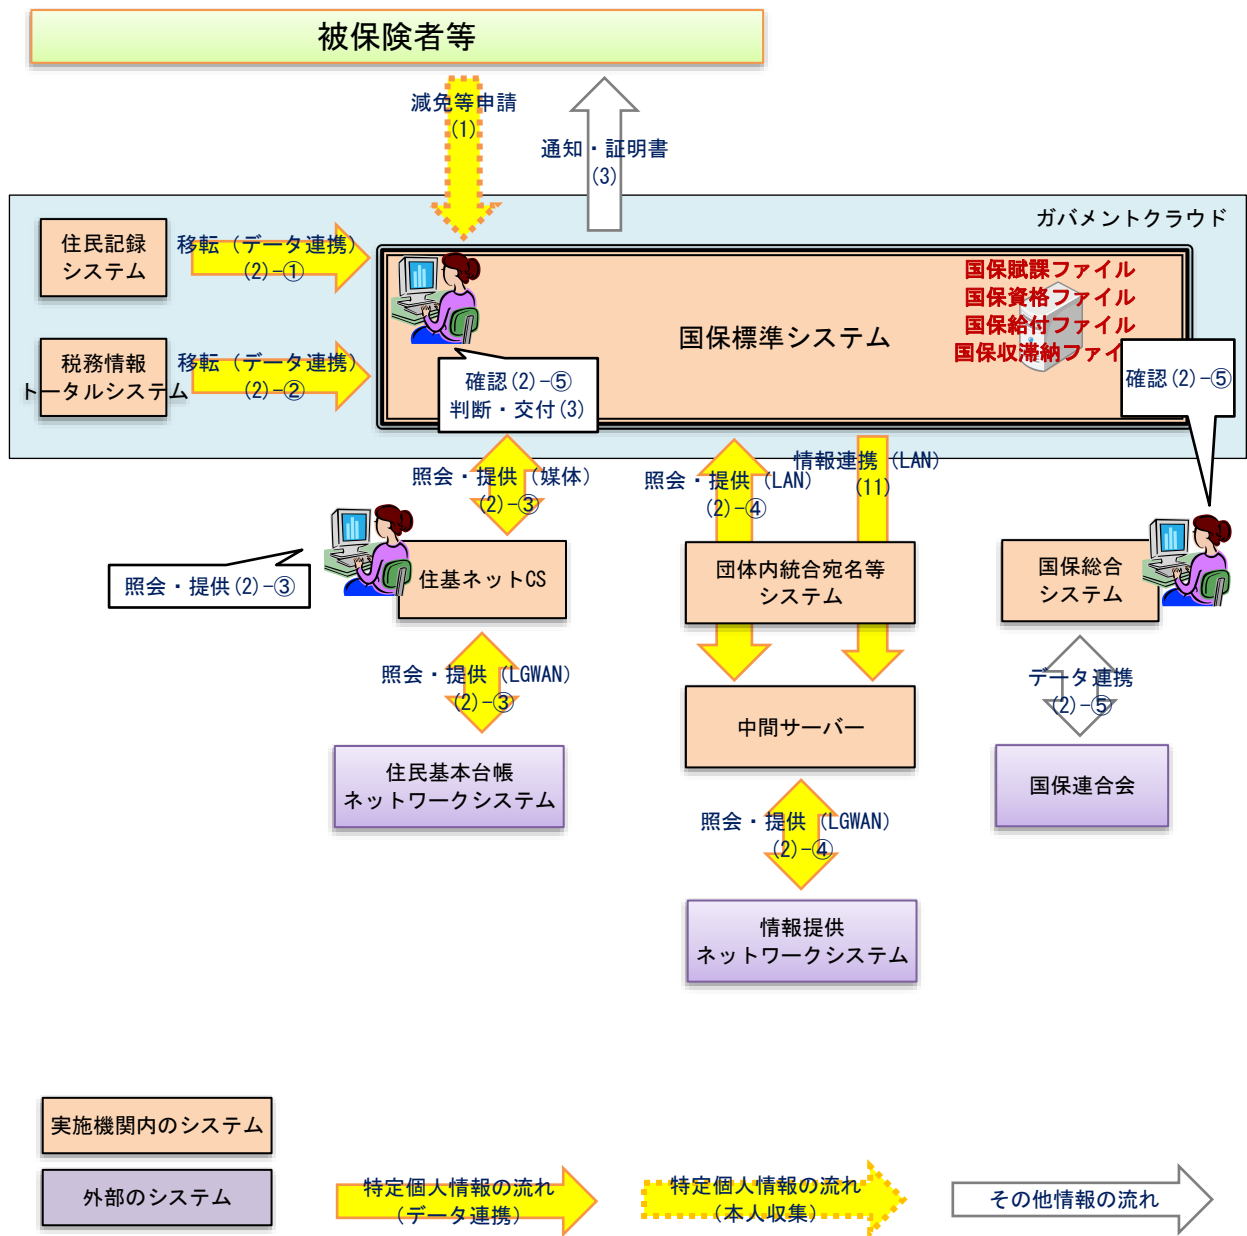 被保険者等
減免等申請
(1)
通知・証明書
(3)
ガバメントクラウド
住民記録
システム
移転（データ連携）
(2)-①
税務情報
トータルシステム
移転（データ連携）
(2)-②
国保標準システム
国保賦課ファイル
国保資格ファイル
国保給付ファイル
国保収滞納ファイ
確認(2)-⑤
判断・交付(3)
確認(2)-⑤
照会・提供（媒体）
(2)-③
照会・提供（LAN）
(2)-④
情報連携（LAN）
(11)
照会・提供(2)-③
住基ネットCS
団体内統合宛名等
システム
国保総合
システム
照会・提供（LGWAN）
(2)-③
データ連携
(2)-⑤
中間サーバー
住民基本台帳
ネットワークシステム
国保連合会
照会・提供（LGWAN）
(2)-④
情報提供
ネットワークシステム
実施機関内のシステム
外部のシステム
特定個人情報の流れ
（データ連携）
特定個人情報の流れ
（本人収集）
その他情報の流れ